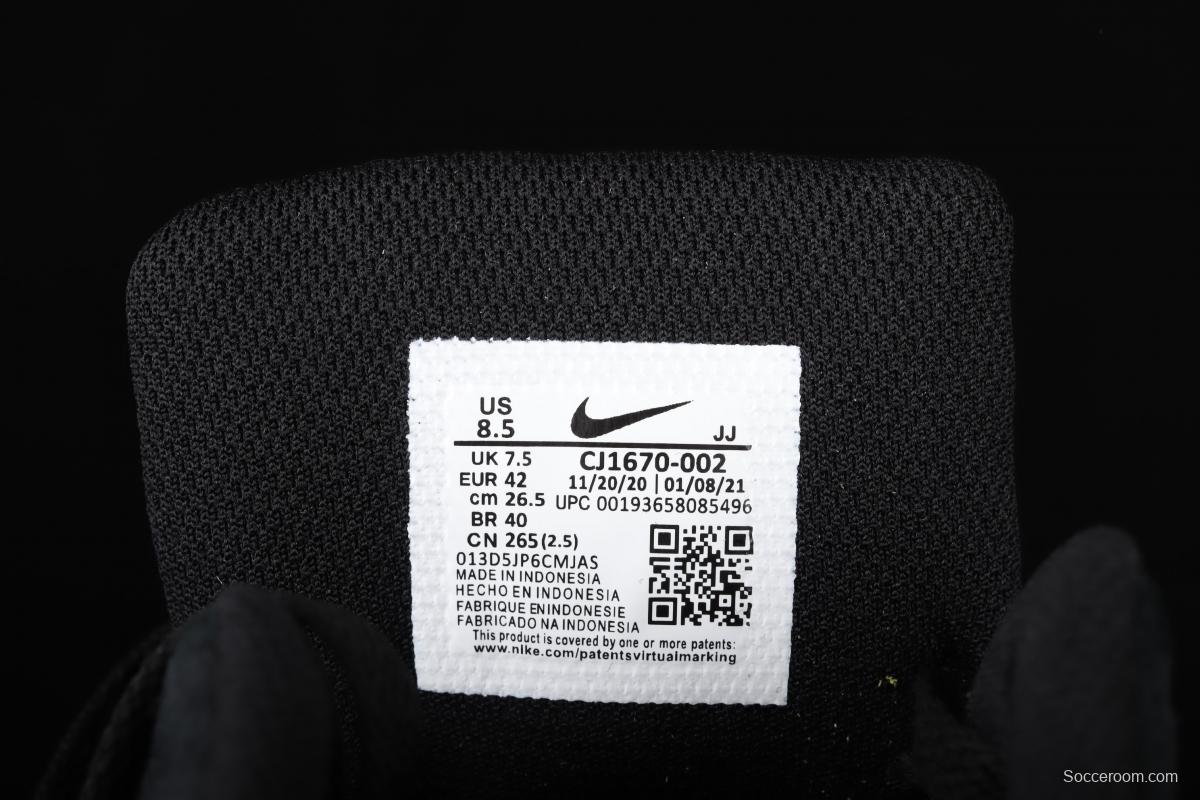 US
8.5
JJ
UK 7.5
CJ1670-002
EUR 42
11/20/20 | 01/08/21
cm 26.5
UPC 00193658085496
BR 40
CN 265(2.5)
013D5JP6CMJAS
MADE IN INDONESIA
HECHO EN INDONESIA
FABRIQUE EN INDONESIE
FABRICADO NA INDONESIA
This product is covered by one or more patents:
www.nike.com/patentsvirtualmarking
Socceroom.com